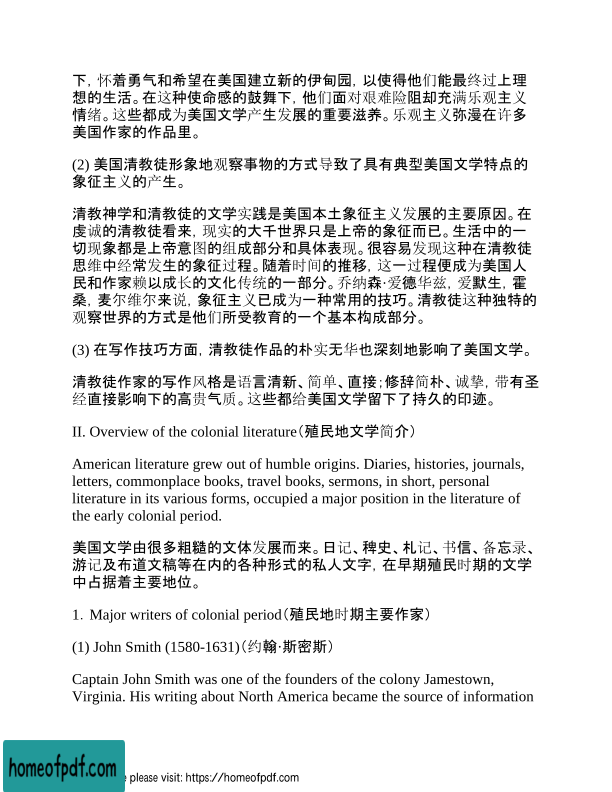 下，怀着勇气和希望在美国建立新的伊甸园，以使得他们能最终过上理
想的生活。在这种使命感的鼓舞下，他们面对艰难险阻却充满乐观主义
情绪。这些都成为美国文学产生发展的重要滋养。乐观主义弥漫在许多
美国作家的作品里。
(2) 美国清教徒形象地观察事物的方式导致了具有典型美国文学特点的
象征主义的产生。
清教神学和清教徒的文学实践是美国本土象征主义发展的主要原因。在
虔诚的清教徒看来，现实的大千世界只是上帝的象征而已。生活中的一
切现象都是上帝意图的组成部分和具体表现。很容易发现这种在清教徒
思维中经常发生的象征过程。随着时间的推移，这一过程便成为美国人
民和作家赖以成长的文化传统的一部分。乔纳森·爱德华兹，爱默生，霍
桑，麦尔维尔来说，象征主义已成为一种常用的技巧。清教徒这种独特的
观察世界的方式是他们所受教育的一个基本构成部分。
(3) 在写作技巧方面，清教徒作品的朴实无华也深刻地影响了美国文学。
清教徒作家的写作风格是语言清新、简单、直接；修辞简朴、诚挚，带有圣
经直接影响下的高贵气质。这些都给美国文学留下了持久的印迹。
II. Overview of the colonial literature（殖民地文学简介）
American literature grew out of humble origins. Diaries, histories, journals,
letters, commonplace books, travel books, sermons, in short, personal
literature in its various forms, occupied a major position in the literature of
the early colonial period.
美国文学由很多粗糙的文体发展而来。日记、稗史、札记、书信、备忘录、
游记及布道文稿等在内的各种形式的私人文字，在早期殖民时期的文学
中占据着主要地位。
1. Major writers of colonial period（殖民地时期主要作家）
(1) John Smith (1580-1631)（约翰·斯密斯）
Captain John Smith was one of the founders of the colony Jamestown,
Virginia. His writing about North America became the source of information
homeofpdf.com
e please visit: https://homeofpdf.com